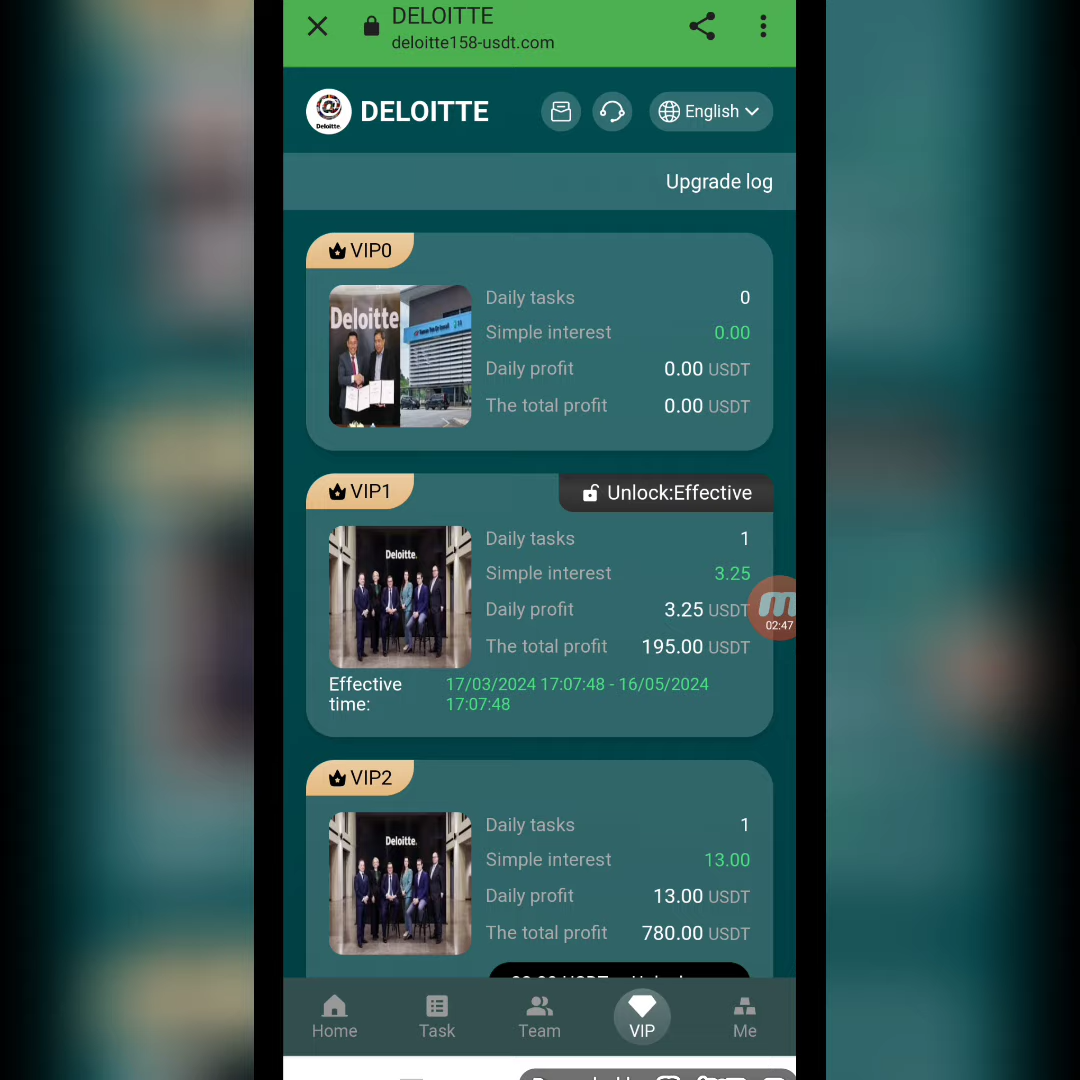 DELOITTE
deloitte158-usdt.com
Deloitte.
DELOITTE
English
Upgrade log
VIP0
Deloitte
Daily tasks 0
Simple interest 0.00
Daily profit 0.00 USDT
The total profit 0.00 USDT
VIP1
Unlock:Effective
Deloitte.
Daily tasks 1
Simple interest 3.25
Daily profit 3.25 USDT
02:47
The total profit 195.00 USDT
Effective time: 17/03/2024 17:07:48 - 16/05/2024
17:07:48
VIP2
Deloitte.
Daily tasks 1
Simple interest 13.00
Daily profit 13.00 USDT
The total profit 780.00 USDT
Home Task Team VIP Me